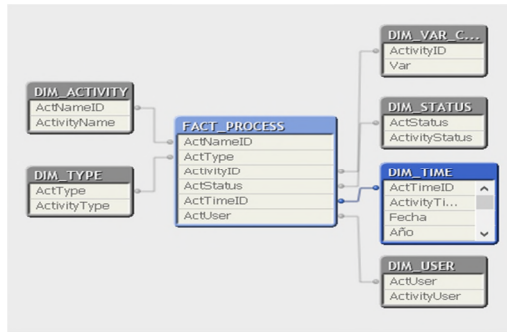 DIM_VAR_C...
ActivityID
Var
DIM_ACTIVITY
ActNameID
ActivityName
DIM_STATUS
ActStatus
ActivityStatus
FACT_PROCESS
ActNameID
ActType
ActivityID
ActStatus
ActTimeID
ActUser
DIM_TYPE
ActType
ActivityType
DIM_TIME
ActTimeID
ActivityTi...
Fecha
Año
DIM_USER
ActUser
ActivityUser